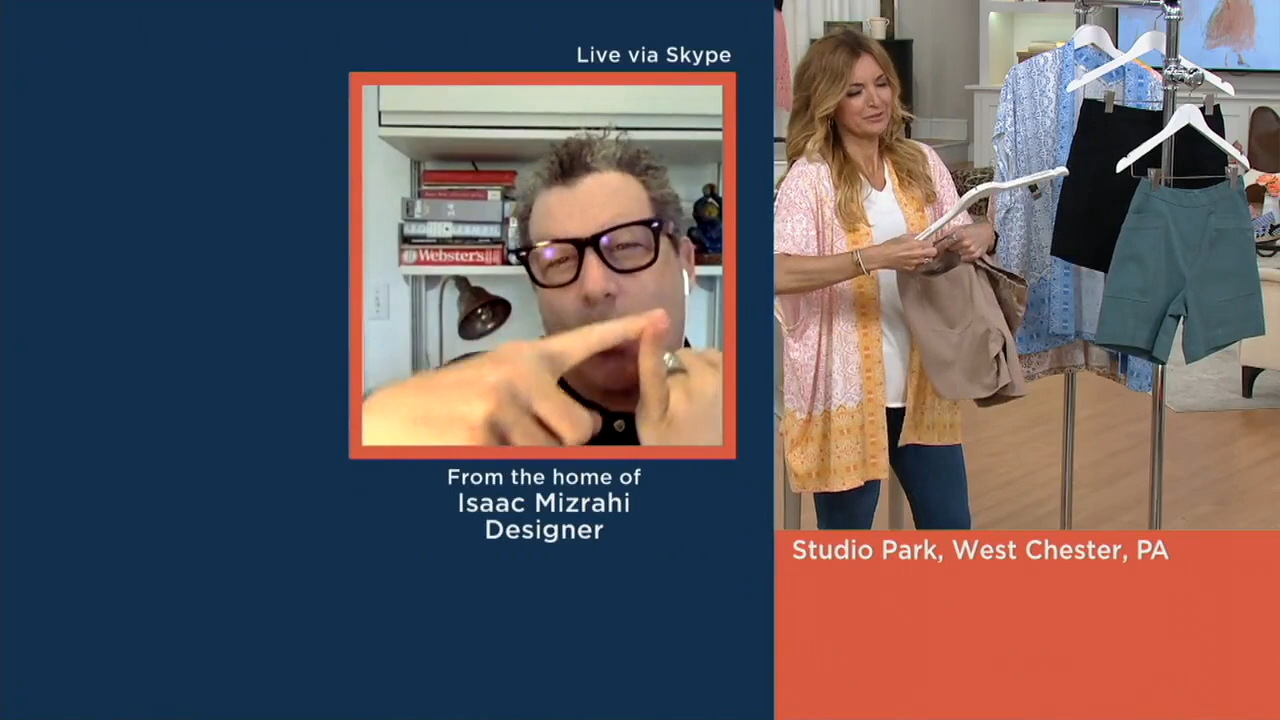 Live via Skype
Webster's
From the home of
Isaac Mizrahi
Designer
Studio Park, West Chester, PA